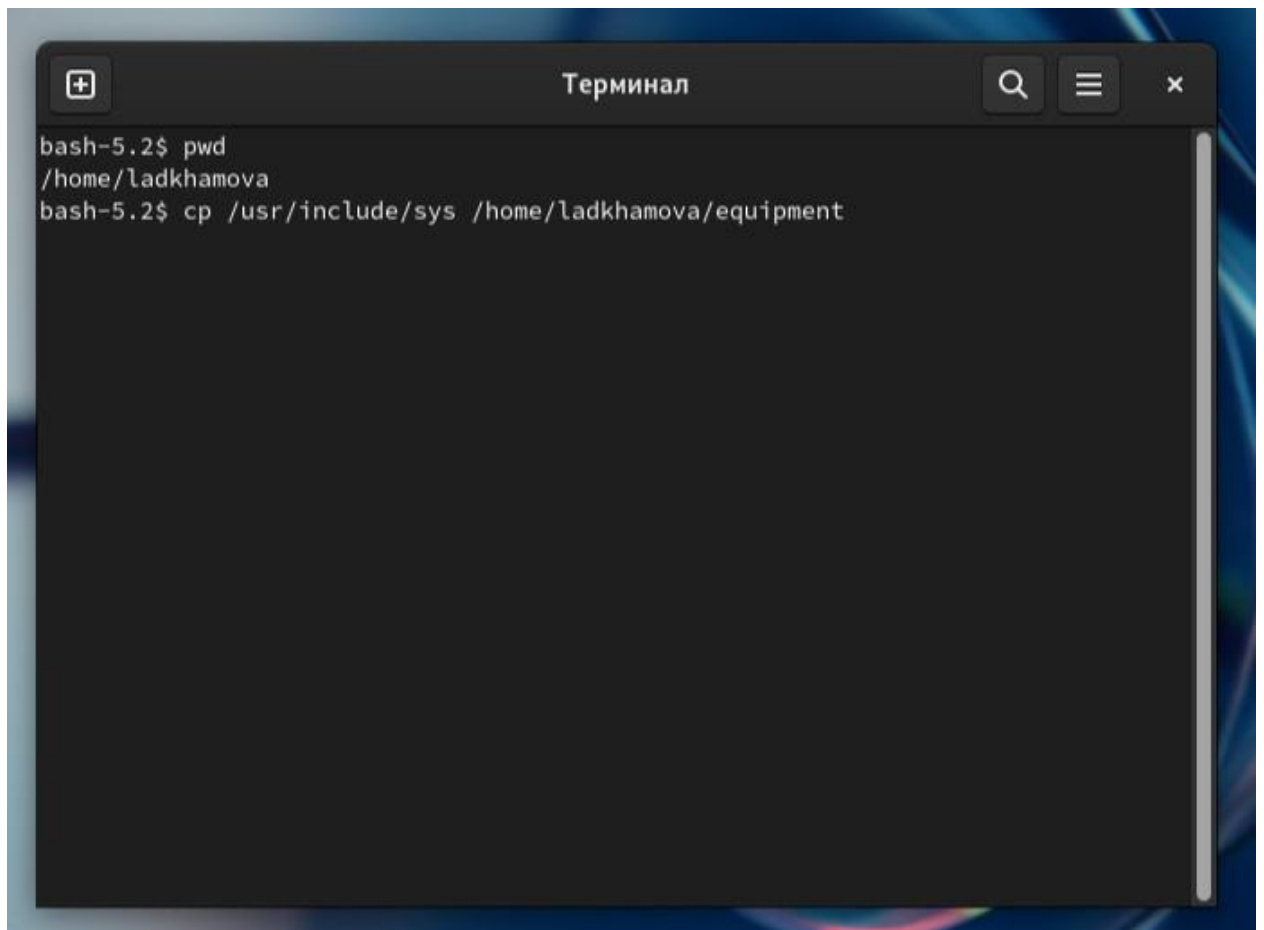 Терминал
bash-5.2$ pwd
/home/ladkhamova
bash-5.2$ cp /usr/include/sys /home/ladkhamova/equipment